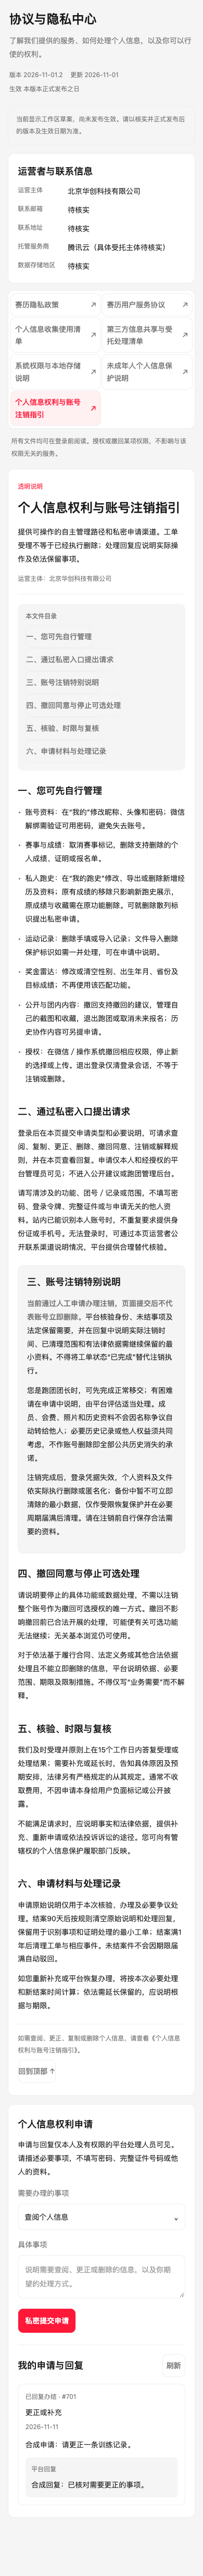 协议与隐私中心
了解我们提供的服务、如何处理个人信息，以及你可以行
使的权利。
版本 2026-11-01.2 更新 2026-11-01
生效 本版本正式发布之日
当前显示工作区草案，尚未发布生效。请以核实并正式发布后
的版本及生效日期为准。
运营者与联系信息
运营主体 北京华创科技有限公司
联系邮箱 待核实
联系地址 待核实
托管服务商 腾讯云（具体受托主体待核实）
数据存储地区 待核实
赛历隐私政策 ↗
赛历用户服务协议 ↗
个人信息收集使用清
单 ↗
第三方信息共享与受
托处理清单 ↗
系统权限与本地存储
说明 ↗
未成年人个人信息保
护说明 ↗
个人信息权利与账号
注销指引 ↗
所有文件均可在登录前阅读。授权或撤回某项权限，不影响与该
权限无关的服务。
透明说明
个人信息权利与账号注销指引
提供可操作的自主管理路径和私密申请渠道。工单
受理不等于已经执行删除；处理回复应说明实际操
作及依法保留事项。
运营主体：北京华创科技有限公司
本文件目录
一、您可先自行管理
二、通过私密入口提出请求
三、账号注销特别说明
四、撤回同意与停止可选处理
五、核验、时限与复核
六、申请材料与处理记录
一、您可先自行管理
• 账号资料：在“我的”修改昵称、头像和密码；微信
解绑需验证可用密码，避免失去账号。
• 赛事与成绩：取消赛事标记，删除支持删除的个
人成绩、证明或报名单。
• 私人跑史：在“我的跑史”修改、导出或删除新增经
历及资料；原有成绩的移除只影响新跑史展示，
原成绩与收藏需在原功能删除。可就删除散列标
识提出私密申请。
• 运动记录：删除手填或导入记录；文件导入删除
保护标识如需一并处理，可在申请中说明。
• 奖金雷达：修改或清空性别、出生年月、省份及
目标成绩；不再使用该匹配功能。
• 公开与团内内容：撤回支持撤回的建议，管理自
己的截图和收藏，退出跑团或取消未来报名；历
史协作内容可另提申请。
• 授权：在微信 / 操作系统撤回相应权限，停止新
的选择或上传。退出登录仅清登录会话，不等于
注销或删除。
二、通过私密入口提出请求
登录后在本页提交申请类型和必要说明，可请求查
阅、复制、更正、删除、撤回同意、注销或解释规
则，并在本页查看回复。申请仅本人和经授权的平
台管理员可见；不进入公开建议或跑团管理后台。
请写清涉及的功能、团号 / 记录或范围，不填写密
码、登录令牌、完整证件或与申请无关的他人资
料。站内已能识别本人账号时，不重复要求提供身
份证或手机号。无法登录时，可通过本页运营者公
开联系渠道说明情况，平台提供合理替代核验。
三、账号注销特别说明
当前通过人工申请办理注销，页面提交后不代
表账号立即删除。平台核验身份、未结事项及
法定保留需要，并在回复中说明实际注销时
间、已清理范围和有法律依据需继续保留的最
小资料。不得将工单状态“已完成”替代注销执
行。
您是跑团团长时，可先完成正常移交；有困难
请在申请中说明，由平台评估适当处理。成
员、会费、照片和历史资料不会因名称争议自
动转给他人；必要历史记录或他人权益须共同
考虑，不作账号删除即全部公共历史消失的承
诺。
注销完成后，登录凭据失效，个人资料及文件
依实际执行删除或匿名化；备份中暂不可立即
清除的最小数据，仅作受限恢复保护并在必要
周期届满后清理。请在注销前自行保存合法需
要的资料。
四、撤回同意与停止可选处理
请说明要停止的具体功能或数据处理，不需以注销
整个账号作为撤回可选授权的唯一方式。撤回不影
响撤回前已合法开展的处理，可能使有关可选功能
无法继续；无关基本浏览仍可使用。
对于依法基于履行合同、法定义务或其他合法依据
处理且不能立即删除的信息，平台说明依据、必要
范围、期限及限制措施。不得仅写“业务需要”而不解
释。
五、核验、时限与复核
我们及时受理并原则上在15个工作日内答复受理或
处理结果；需要补充或延长时，告知具体原因及预
期安排，法律另有严格规定的从其规定。通常不收
取费用，不因申请本身给用户负面标记或公开披
露。
不能满足请求时，应说明事实和法律依据，提供补
充、重新申请或依法投诉诉讼的途径。您可向有管
辖权的个人信息保护履职部门反映。
六、申请材料与处理记录
申请原始说明仅用于本次核验、办理及必要争议处
理。结案90天后按规则清空原始说明和处理回复，
保留用于识别事项和证明处理的最小工单；结案满1
年后清理工单与相应事件。未结案件不会因期限届
满自动驳回。
如您重新补充或平台恢复办理，将按本次必要处理
和新结案时间计算；依法需延长保留的，应说明根
据与期限。
如需查阅、更正、复制或删除个人信息，请查看《个人信息
权利与账号注销指引》。
回到顶部 ↑
个人信息权利申请
申请与回复仅本人及有权限的平台处理人员可见。
请描述必要事项，不填写密码、完整证件号码或他
人的资料。
需要办理的事项
查阅个人信息
具体事项
说明需要查阅、更正或删除的信息，以及你期
望的处理方式。
私密提交申请
我的申请与回复 刷新
已回复办结 · #701
更正或补充
2026-11-11
合成申请：请更正一条训练记录。
平台回复
合成回复：已核对需要更正的事项。